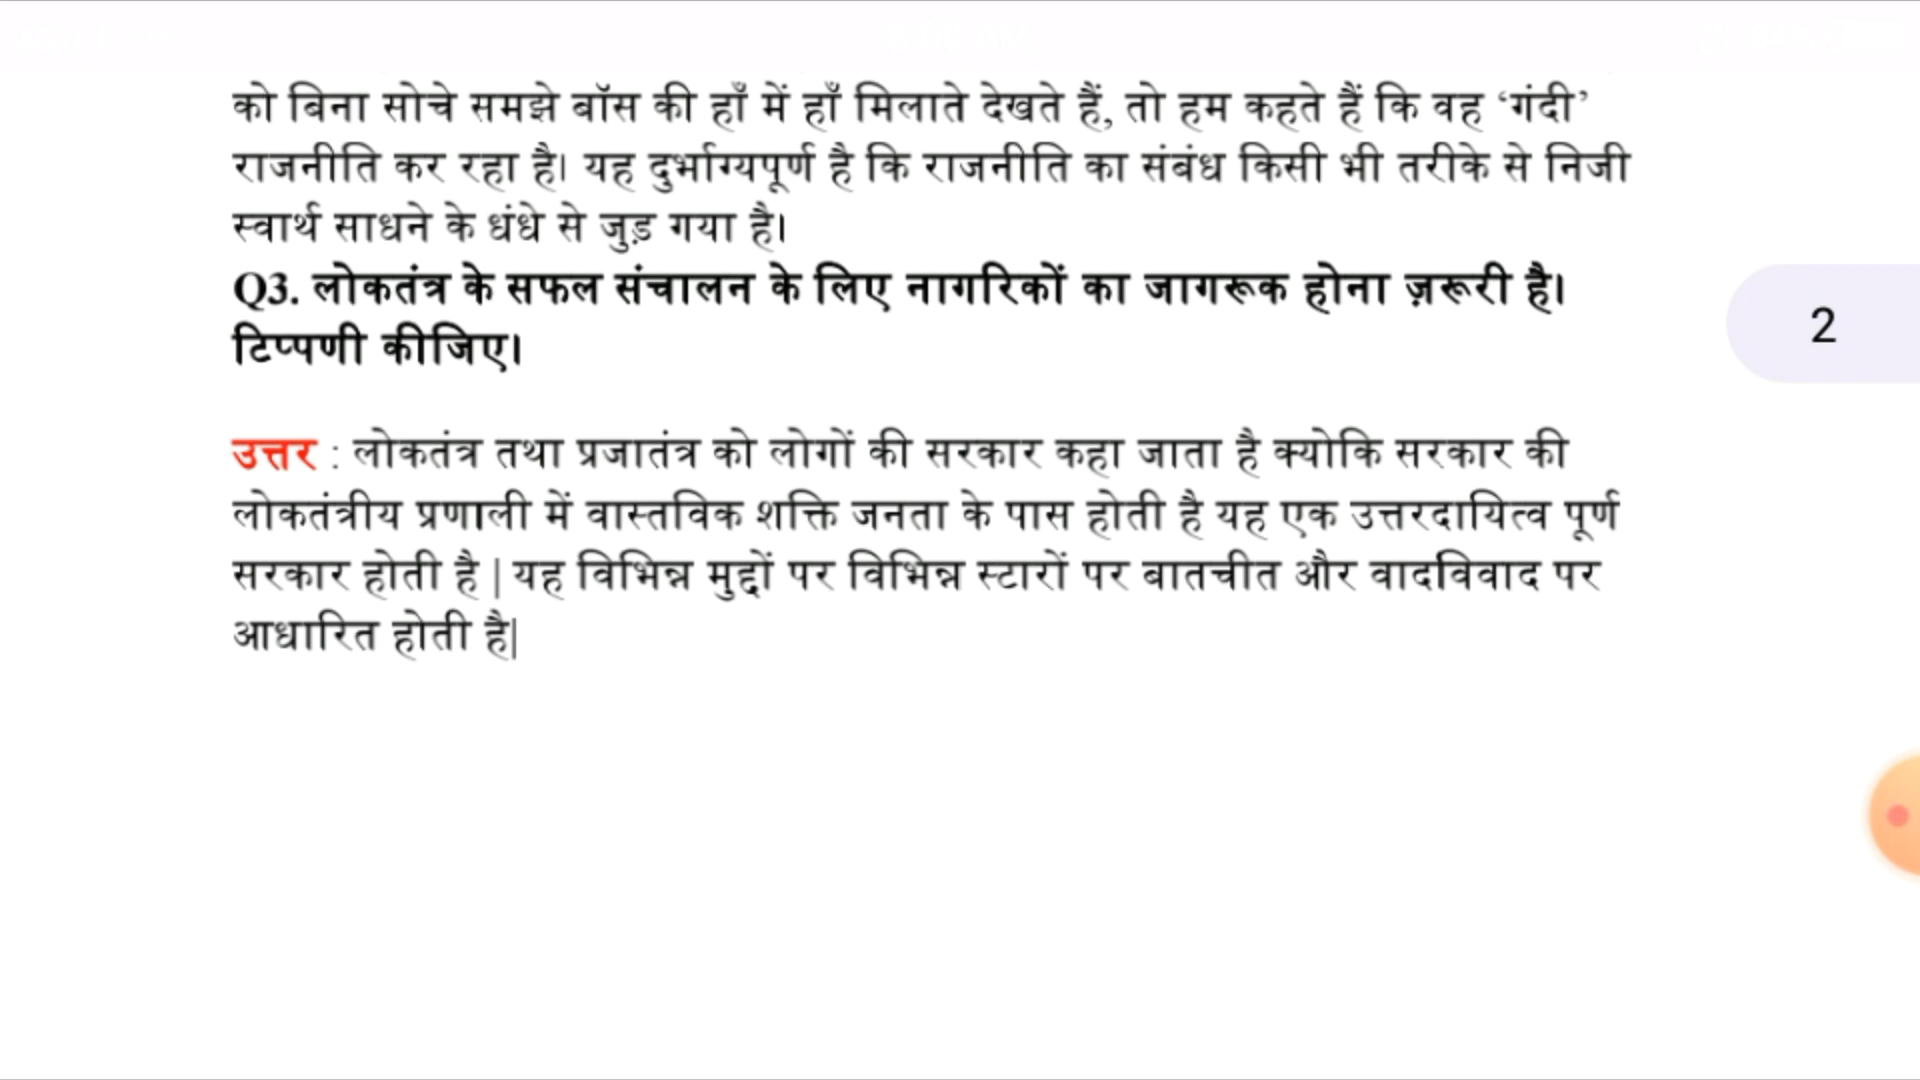 को बिना सोचे समझे बॉस की हाँ में हाँ मिलाते देखते हैं, तो हम कहते हैं कि वह ‘गंदी’
राजनीति कर रहा है। यह दुर्भाग्यपूर्ण है कि राजनीति का संबंध किसी भी तरीके से निजी
स्वार्थ साधने के धंधे से जुड़ गया है।
Q3. लोकतंत्र के सफल संचालन के लिए नागरिकों का जागरूक होना ज़रूरी है।
टिप्पणी कीजिए।
2
उत्तर : लोकतंत्र तथा प्रजातंत्र को लोगों की सरकार कहा जाता है क्योकि सरकार की
लोकतंत्रीय प्रणाली में वास्तविक शक्ति जनता के पास होती है यह एक उत्तरदायित्व पूर्ण
सरकार होती है | यह विभिन्न मुद्दों पर विभिन्न स्टारों पर बातचीत और वादविवाद पर
आधारित होती है|